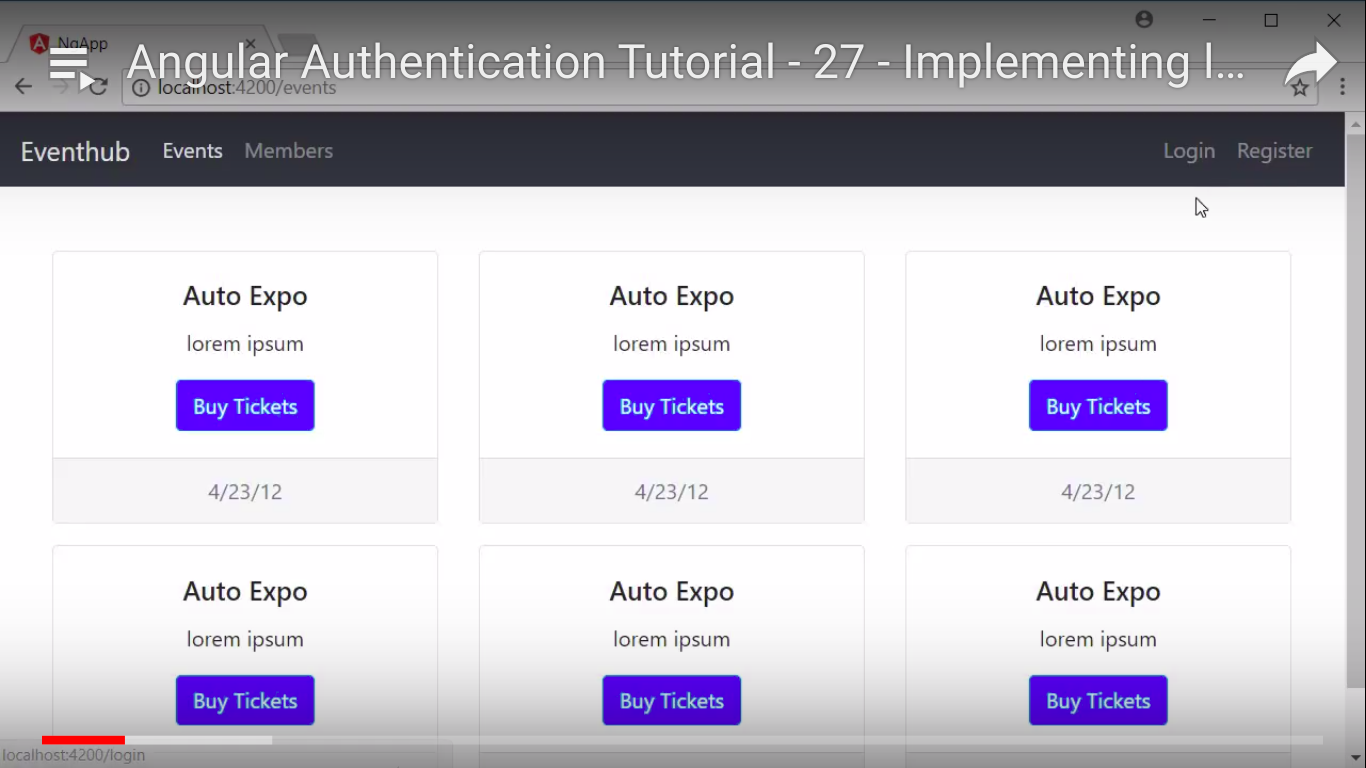 NgApp
Angular Authentication Tutorial - 27 - Implementing l...
localhost:4200/events
Eventhub Events Members Login Register
Auto Expo Auto Expo Auto Expo
lorem ipsum lorem ipsum lorem ipsum
Buy Tickets Buy Tickets Buy Tickets
4/23/12 4/23/12 4/23/12
Auto Expo Auto Expo Auto Expo
lorem ipsum lorem ipsum lorem ipsum
Buy Tickets Buy Tickets Buy Tickets
localhost:4200/login